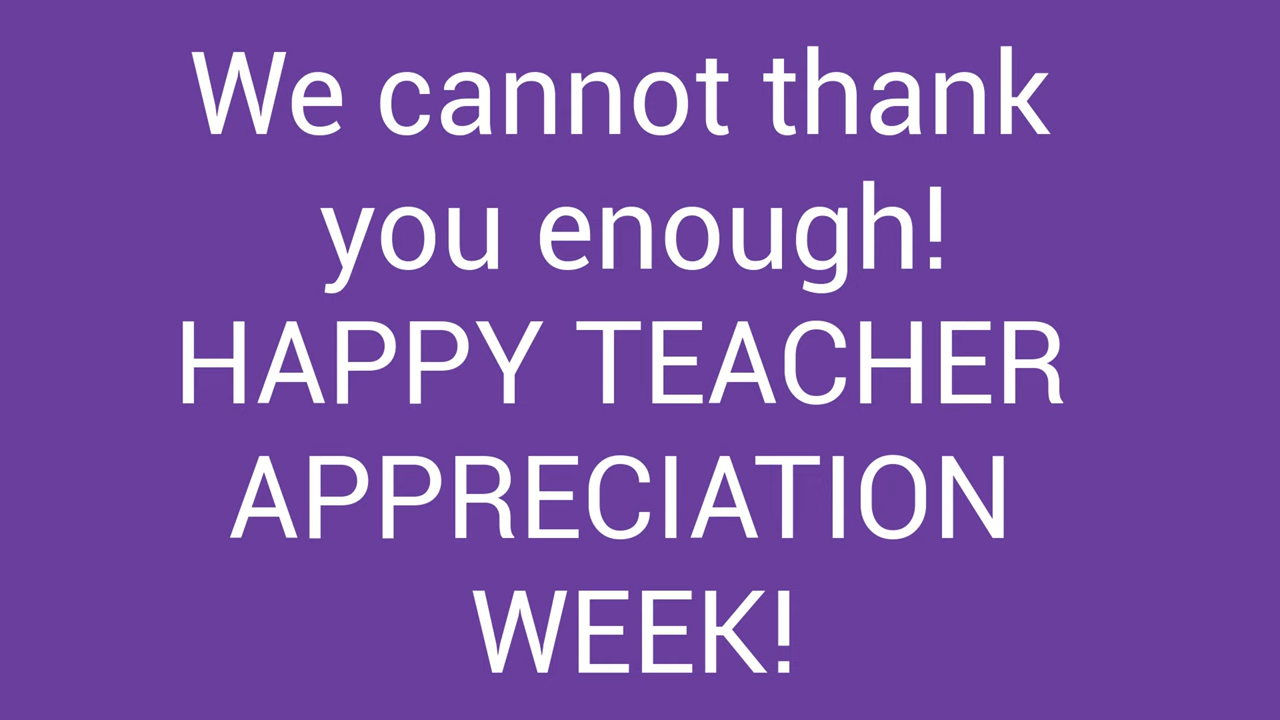 We cannot thank
you enough!
HAPPY TEACHER
APPRECIATION
WEEK!